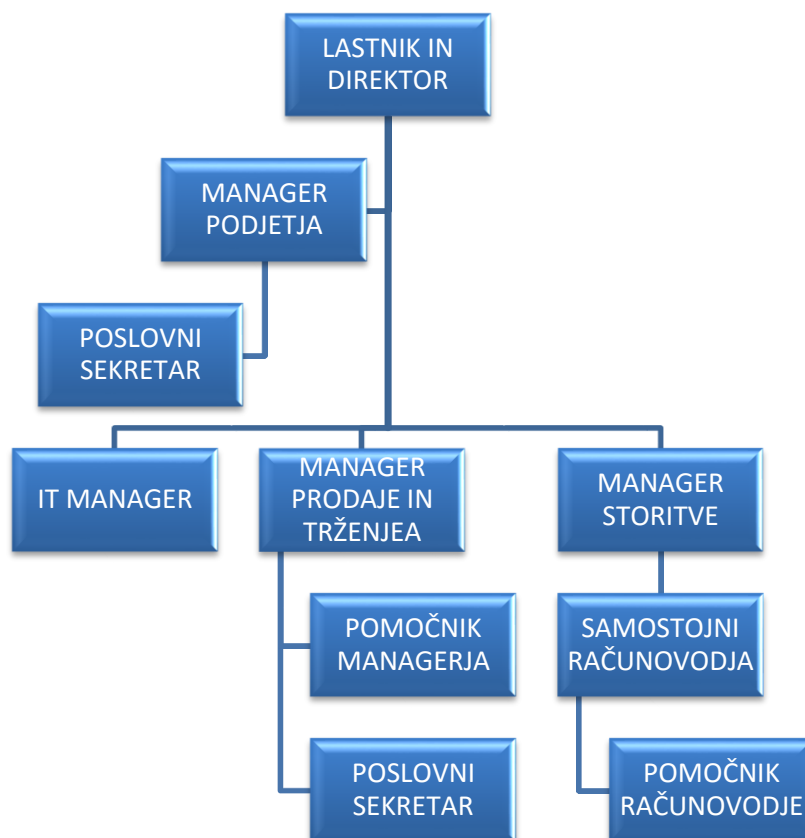 LASTNIK IN
DIREKTOR
MANAGER
PODJETJA
POSLOVNI
SEKRETAR
IT MANAGER
MANAGER
PRODAJE IN
TRŽENJEA
MANAGER
STORITVE
POMOČNIK
MANAGERJA
SAMOSTOJNI
RAČUNOVODJA
POSLOVNI
SEKRETAR
POMOČNIK
RAČUNOVODJE